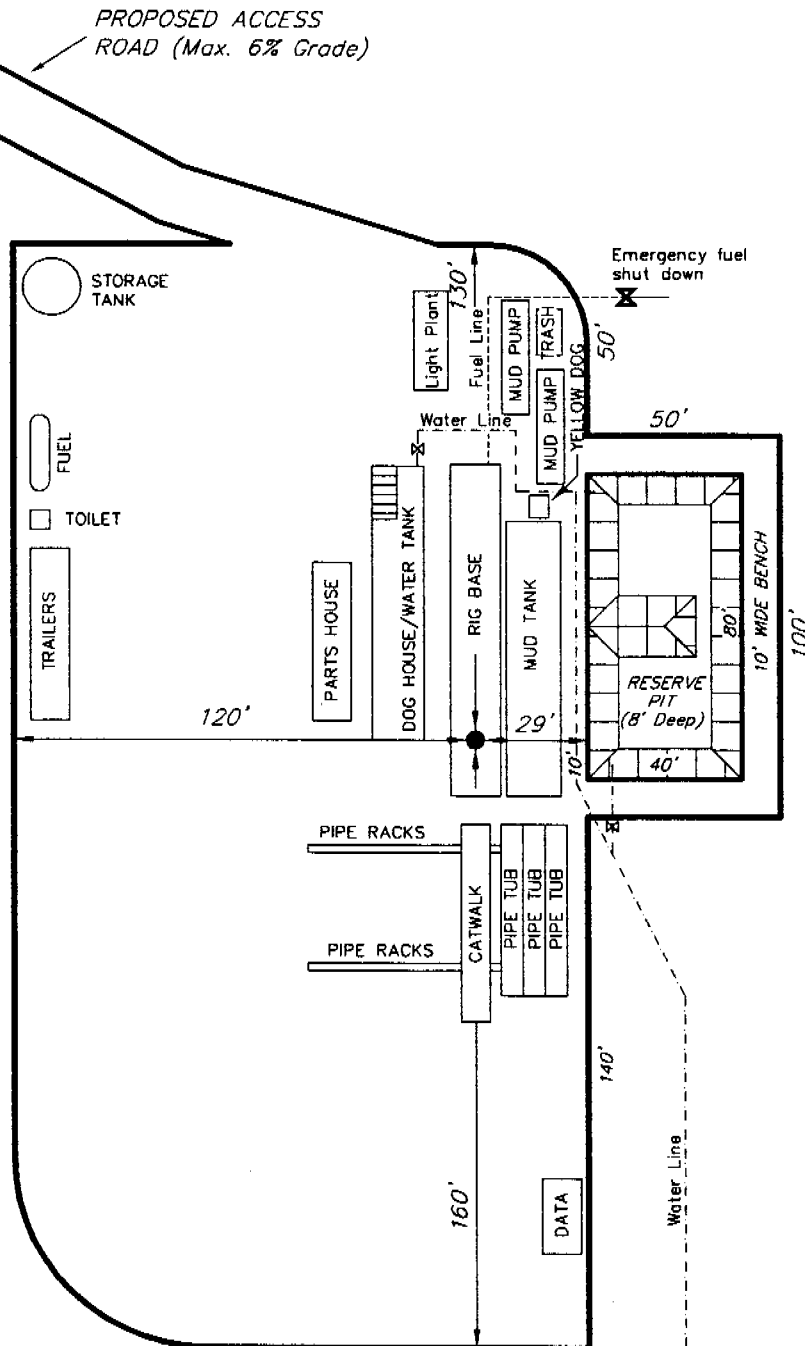 PROPOSED ACCESS
ROAD (Max. 6% Grade)
Emergency fuel
shut down
STORAGE
TANK
130'
Light Plant
Fuel Line
MUD PUMP
TRASH
50'
MUD PUMP
YELLOW DOG
Water Line
50'
FUEL
TOILET
TRAILERS
PARTS HOUSE
DOG HOUSE/WATER TANK
RIG BASE
MUD TANK
80'
10' WIDE BENCH
100'
RESERVE
PIT
(8' Deep)
120'
29'
10'
40'
PIPE RACKS
CATWALK
PIPE TUB
PIPE TUB
PIPE TUB
PIPE RACKS
140'
160'
DATA
Water Line